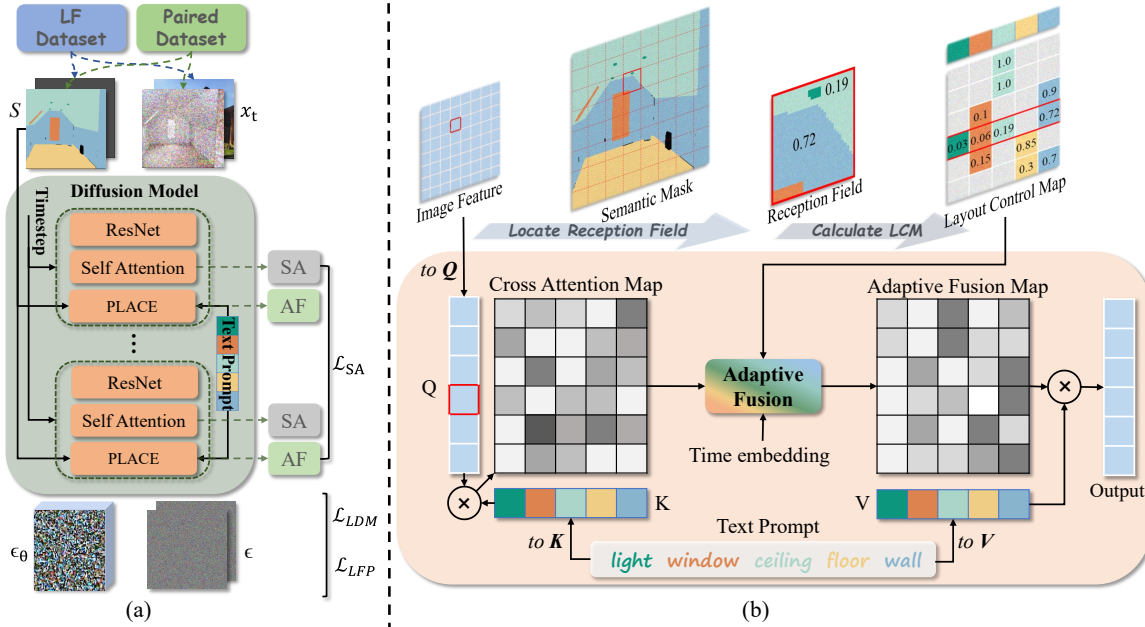 LF
Dataset
Paired
Dataset
S
x_t
Diffusion Model
Timestep
ResNet
Self Attention
PLACE
SA
AF
Text Prompt
...
ResNet
Self Attention
PLACE
SA
AF
ℒ_SA
ϵ_θ
ϵ
ℒ_LDM
ℒ_LFP
(a)
Image Feature
Semantic Mask
0.19
0.72
Reception Field
1.0
1.0
0.9
0.1
0.72
0.03 0.06 0.19
0.15
0.85
0.3 0.7
Layout Control Map
Locate Reception Field
Calculate LCM
to Q
Cross Attention Map
Adaptive Fusion Map
Q
Adaptive
Fusion
Time embedding
K
V
Output
Text Prompt
to K
to V
light window ceiling floor wall
(b)